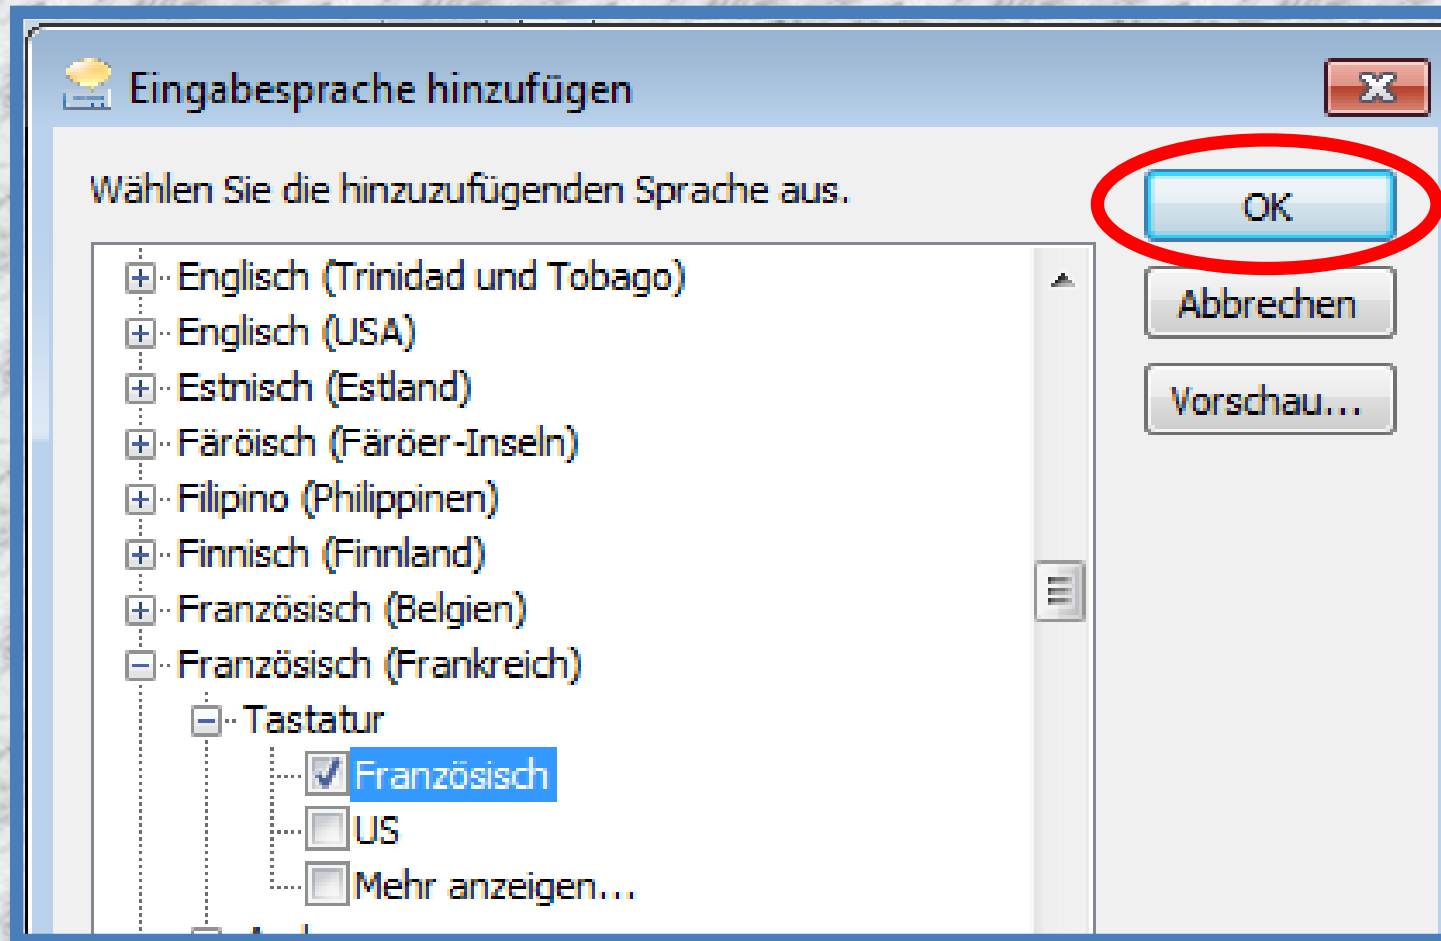 Eingabesprache hinzufügen
Wählen Sie die hinzuzufügenden Sprache aus.
OK
Abbrechen
Vorschau...
Englisch (Trinidad und Tobago)
Englisch (USA)
Estnisch (Estland)
Färöisch (Färöer-Inseln)
Filipino (Philippinen)
Finnisch (Finnland)
Französisch (Belgien)
Französisch (Frankreich)
Tastatur
Französisch
US
Mehr anzeigen...